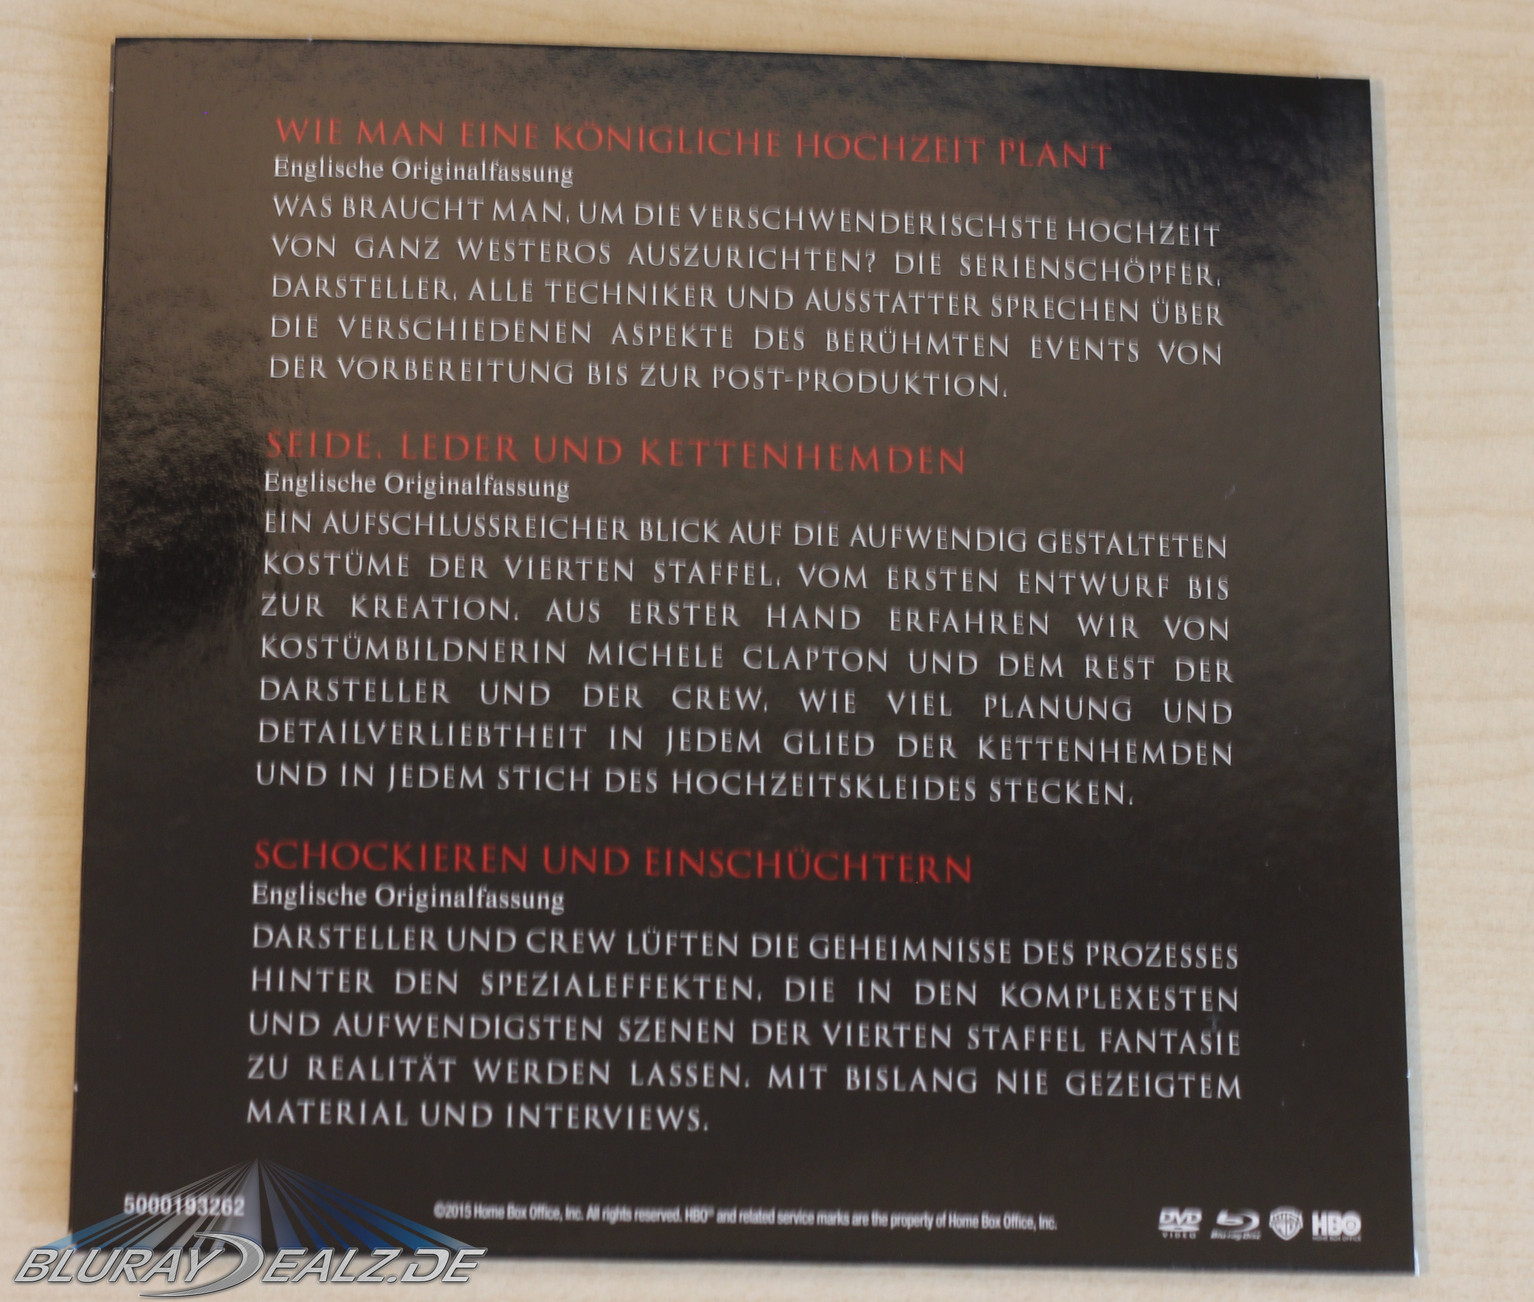 WIE MAN EINE KÖNIGLICHE HOCHZEIT PLANT
Englische Originalfassung
WAS BRAUCHT MAN, UM DIE VERSCHWENDERISCHSTE HOCHZEIT
VON GANZ WESTEROS AUSZURICHTEN? DIE SERIENSCHÖPFER,
DARSTELLER, ALLE TECHNIKER UND AUSSTATTER SPRECHEN ÜBER
DIE VERSCHIEDENEN ASPEKTE DES BERÜHMTEN EVENTS VON
DER VORBEREITUNG BIS ZUR POST-PRODUKTION.
SEIDE, LEDER UND KETTENHEMDEN
Englische Originalfassung
EIN AUFSCHLUSSREICHER BLICK AUF DIE AUFWENDIG GESTALTETEN
KOSTÜME DER VIERTEN STAFFEL, VOM ERSTEN ENTWURF BIS
ZUR KREATION. AUS ERSTER HAND ERFAHREN WIR VON
KOSTÜMBILDNERIN MICHELE CLAPTON UND DEM REST DER
DARSTELLER UND DER CREW, WIE VIEL PLANUNG UND
DETAILVERLIEBTHEIT IN JEDEM GLIED DER KETTENHEMDEN
UND IN JEDEM STICH DES HOCHZEITSKLEIDES STECKEN.
SCHOCKIEREN UND EINSCHÜCHTERN
Englische Originalfassung
DARSTELLER UND CREW LÜFTEN DIE GEHEIMNISSE DES PROZESSES
HINTER DEN SPEZIALEFFEKTEN, DIE IN DEN KOMPLEXESTEN
UND AUFWENDIGSTEN SZENEN DER VIERTEN STAFFEL FANTASIE
ZU REALITÄT WERDEN LASSEN. MIT BISLANG NIE GEZEIGTEM
MATERIAL UND INTERVIEWS.
5000193262
©2015 Home Box Office, Inc. All rights reserved. HBO® and related service marks are the property of Home Box Office, Inc.
DVD VIDEO Blu-ray Disc WB HBO HOME BOX OFFICE
BLURAYDEALZ.DE